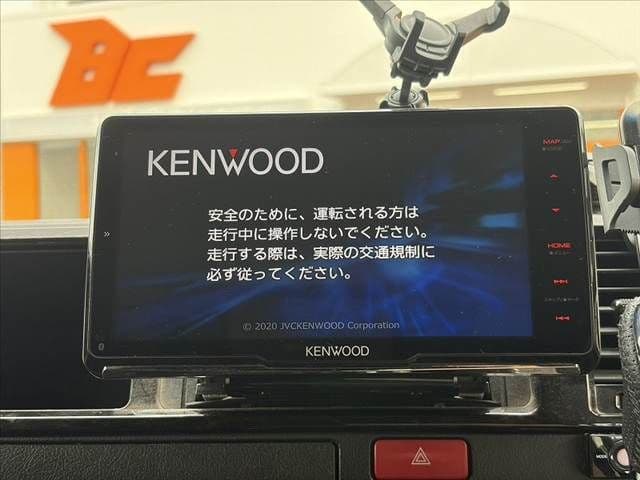 BC
KENWOOD
安全のために、運転される方は
走行中に操作しないでください。
走行する際は、実際の交通規制に
必ず従ってください。
© 2020 JVCKENWOOD Corporation
KENWOOD
MAP
HOME
MODE